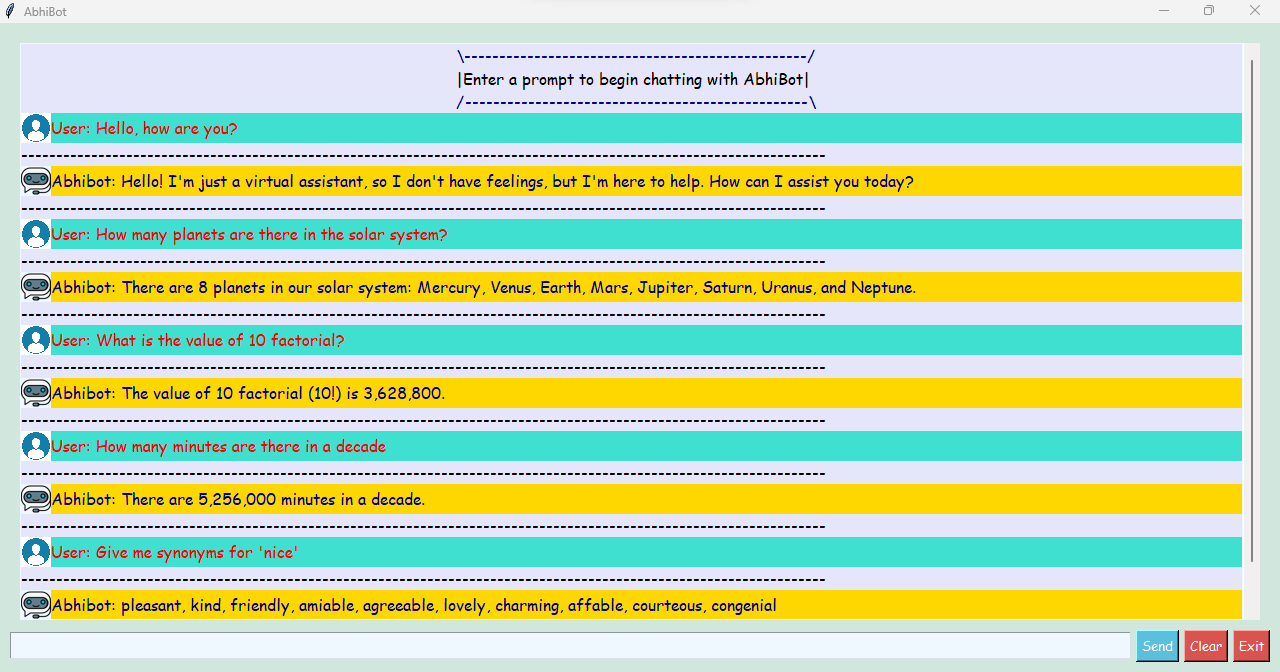 AbhiBot
\-------------------------------------------------/
|Enter a prompt to begin chatting with AbhiBot|
/-------------------------------------------------\
User: Hello, how are you?
--------------------------------------------------------------------------------------------------------------------
Abhibot: Hello! I'm just a virtual assistant, so I don't have feelings, but I'm here to help. How can I assist you today?
--------------------------------------------------------------------------------------------------------------------
User: How many planets are there in the solar system?
--------------------------------------------------------------------------------------------------------------------
Abhibot: There are 8 planets in our solar system: Mercury, Venus, Earth, Mars, Jupiter, Saturn, Uranus, and Neptune.
--------------------------------------------------------------------------------------------------------------------
User: What is the value of 10 factorial?
--------------------------------------------------------------------------------------------------------------------
Abhibot: The value of 10 factorial (10!) is 3,628,800.
--------------------------------------------------------------------------------------------------------------------
User: How many minutes are there in a decade
--------------------------------------------------------------------------------------------------------------------
Abhibot: There are 5,256,000 minutes in a decade.
--------------------------------------------------------------------------------------------------------------------
User: Give me synonyms for 'nice'
--------------------------------------------------------------------------------------------------------------------
Abhibot: pleasant, kind, friendly, amiable, agreeable, lovely, charming, affable, courteous, congenial
Send Clear Exit